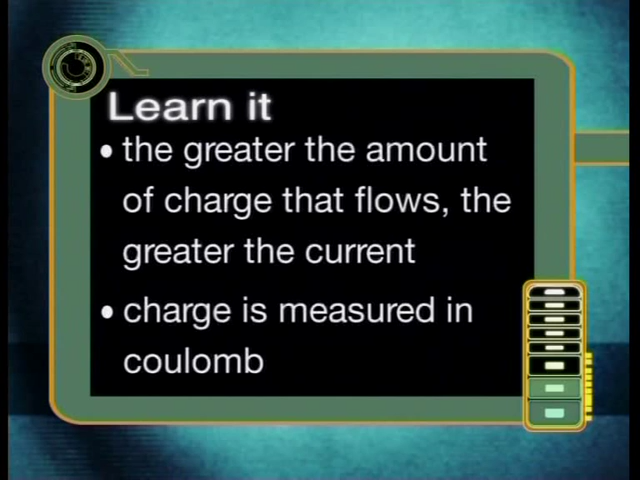 Learn it
• the greater the amount
of charge that flows, the
greater the current
• charge is measured in
coulomb